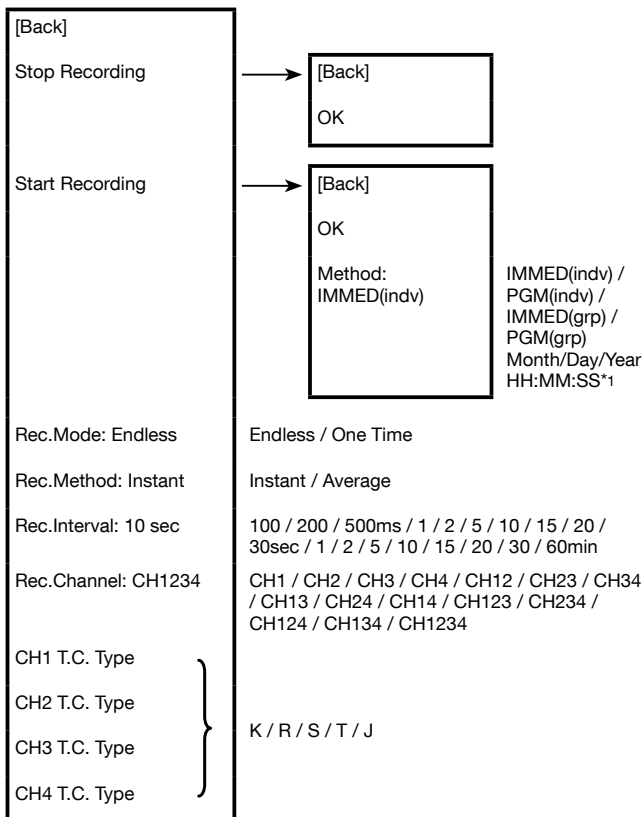 [Back]
Stop Recording
[Back]
OK
Start Recording
[Back]
OK
Method:
IMMED(indv)
IMMED(indv) /
PGM(indv) /
IMMED(grp) /
PGM(grp)
Month/Day/Year
HH:MM:SS*1
Rec.Mode: Endless
Endless / One Time
Rec.Method: Instant
Instant / Average
Rec.Interval: 10 sec
100 / 200 / 500ms / 1 / 2 / 5 / 10 / 15 / 20 /
30sec / 1 / 2 / 5 / 10 / 15 / 20 / 30 / 60min
Rec.Channel: CH1234
CH1 / CH2 / CH3 / CH4 / CH12 / CH23 / CH34
/ CH13 / CH24 / CH14 / CH123 / CH234 /
CH124 / CH134 / CH1234
CH1 T.C. Type
CH2 T.C. Type
CH3 T.C. Type
CH4 T.C. Type
K / R / S / T / J